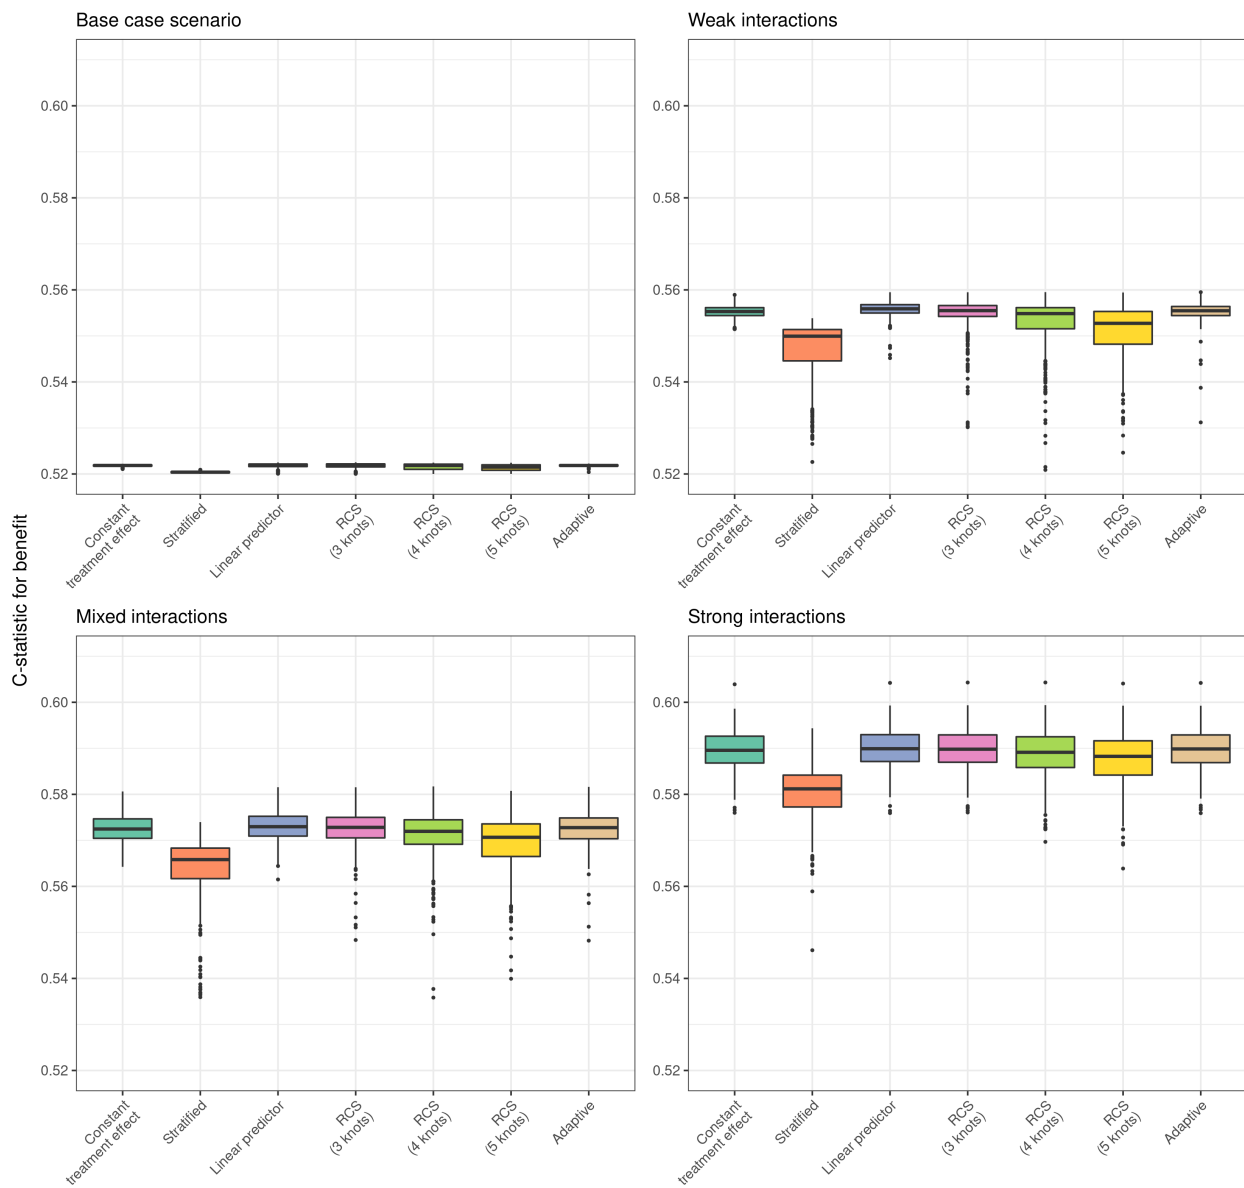 Base case scenario
0.60
0.58
0.56
0.54
0.52
Constant
treatment effect
Stratified
Linear predictor
RCS
(3 knots)
RCS
(4 knots)
RCS
(5 knots)
Adaptive
Weak interactions
0.60
0.58
0.56
0.54
0.52
Constant
treatment effect
Stratified
Linear predictor
RCS
(3 knots)
RCS
(4 knots)
RCS
(5 knots)
Adaptive
C-statistic for benefit
Mixed interactions
0.60
0.58
0.56
0.54
0.52
Constant
treatment effect
Stratified
Linear predictor
RCS
(3 knots)
RCS
(4 knots)
RCS
(5 knots)
Adaptive
Strong interactions
0.60
0.58
0.56
0.54
0.52
Constant
treatment effect
Stratified
Linear predictor
RCS
(3 knots)
RCS
(4 knots)
RCS
(5 knots)
Adaptive